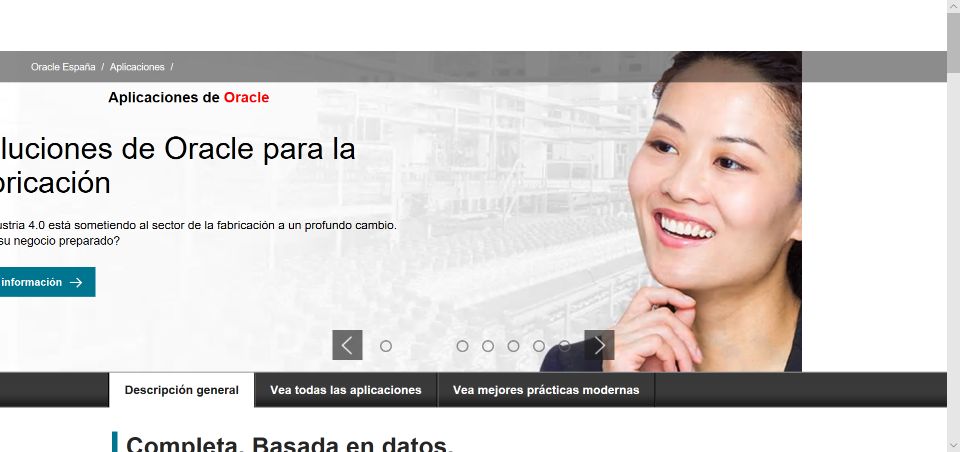 Oracle España / Aplicaciones /
Aplicaciones de Oracle
luciones de Oracle para la
bricación
ustria 4.0 está sometiendo al sector de la fabricación a un profundo cambio.
su negocio preparado?
información
Descripción general
Vea todas las aplicaciones
Vea mejores prácticas modernas
Completa. Basada en datos.